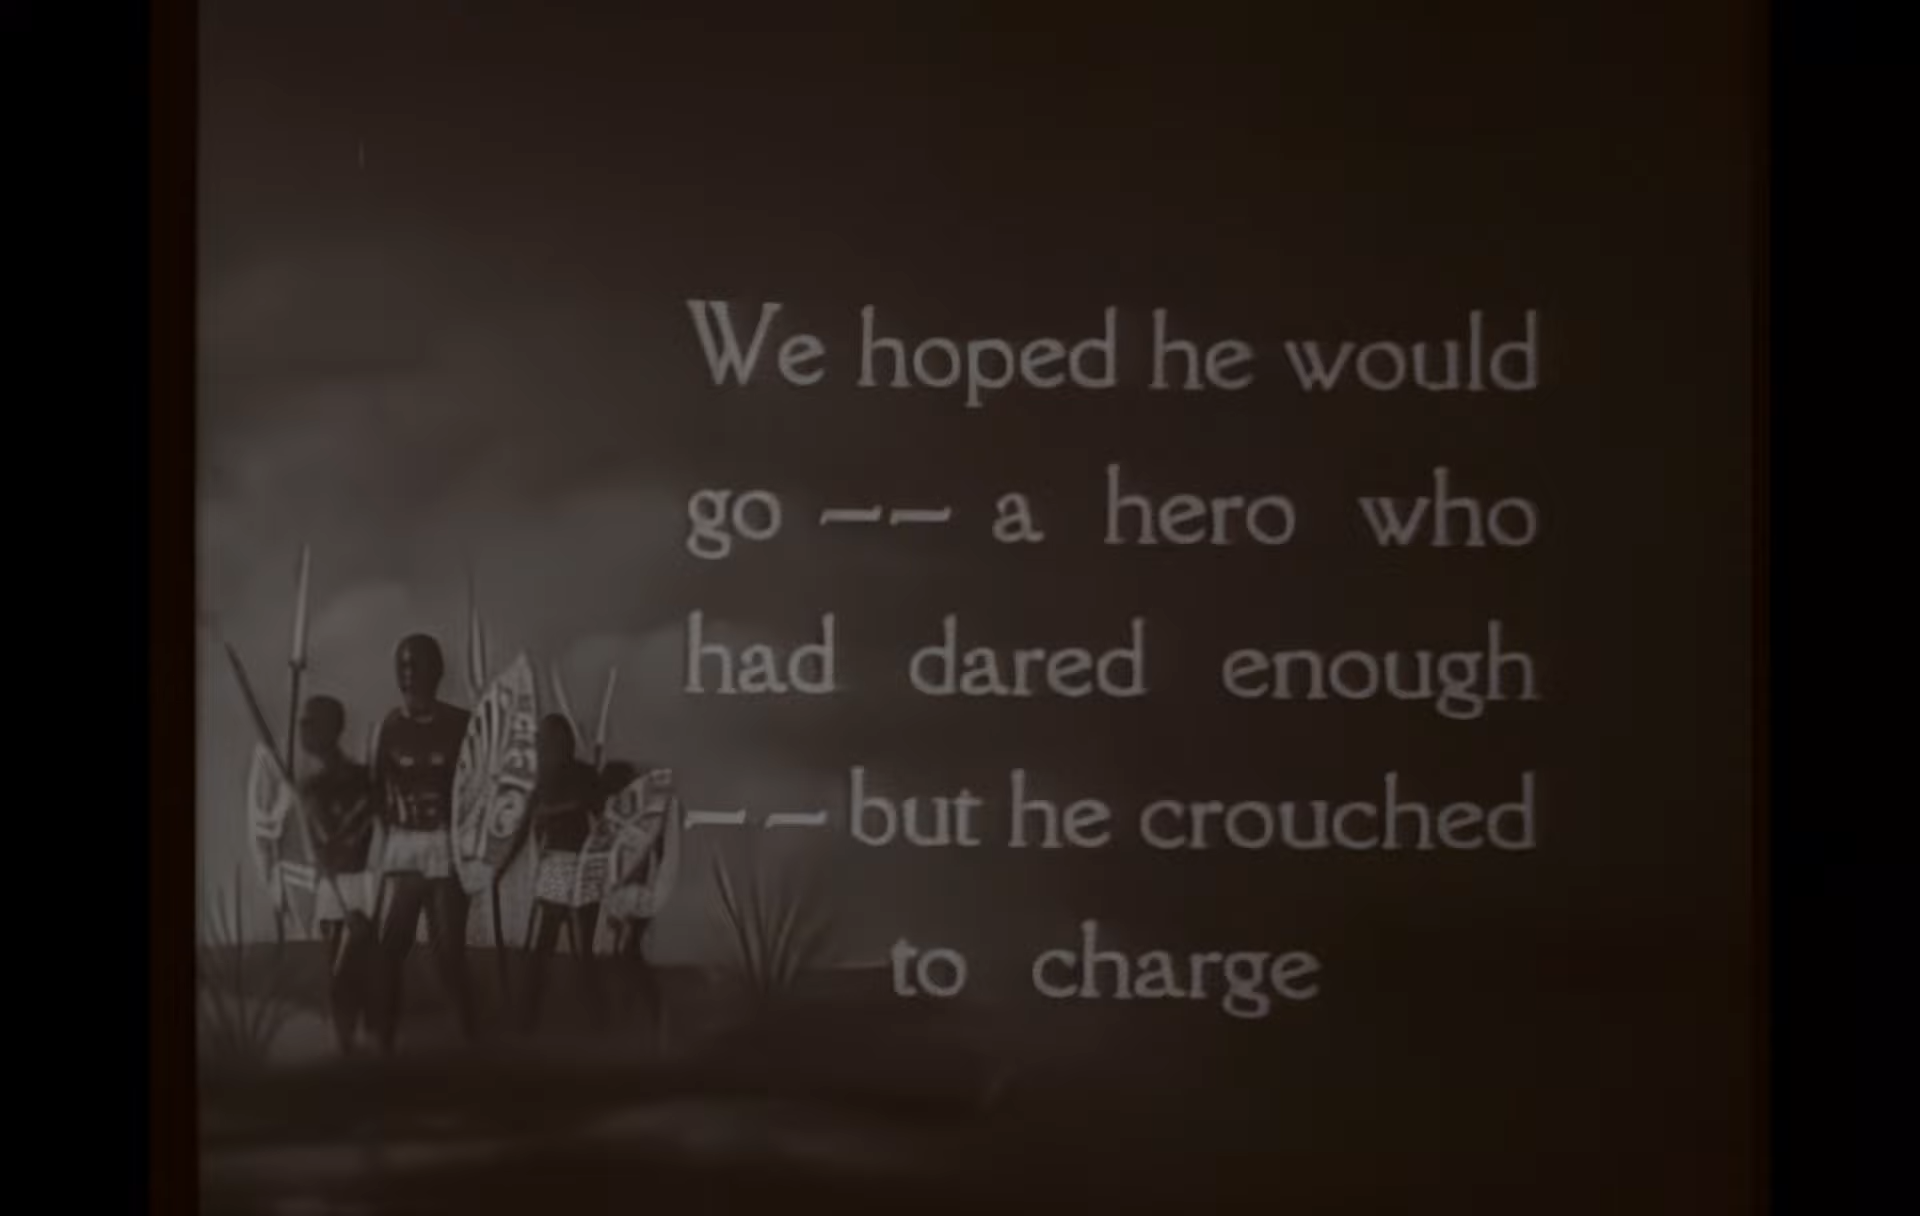 We hoped he would
go -- a hero who
had dared enough
-- but he crouched
to charge